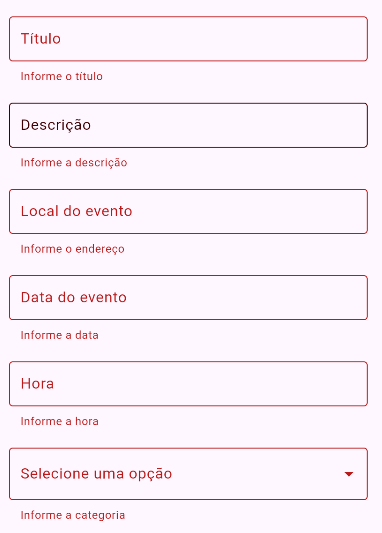 Título
Informe o título
Descrição
Informe a descrição
Local do evento
Informe o endereço
Data do evento
Informe a data
Hora
Informe a hora
Selecione uma opção
Informe a categoria